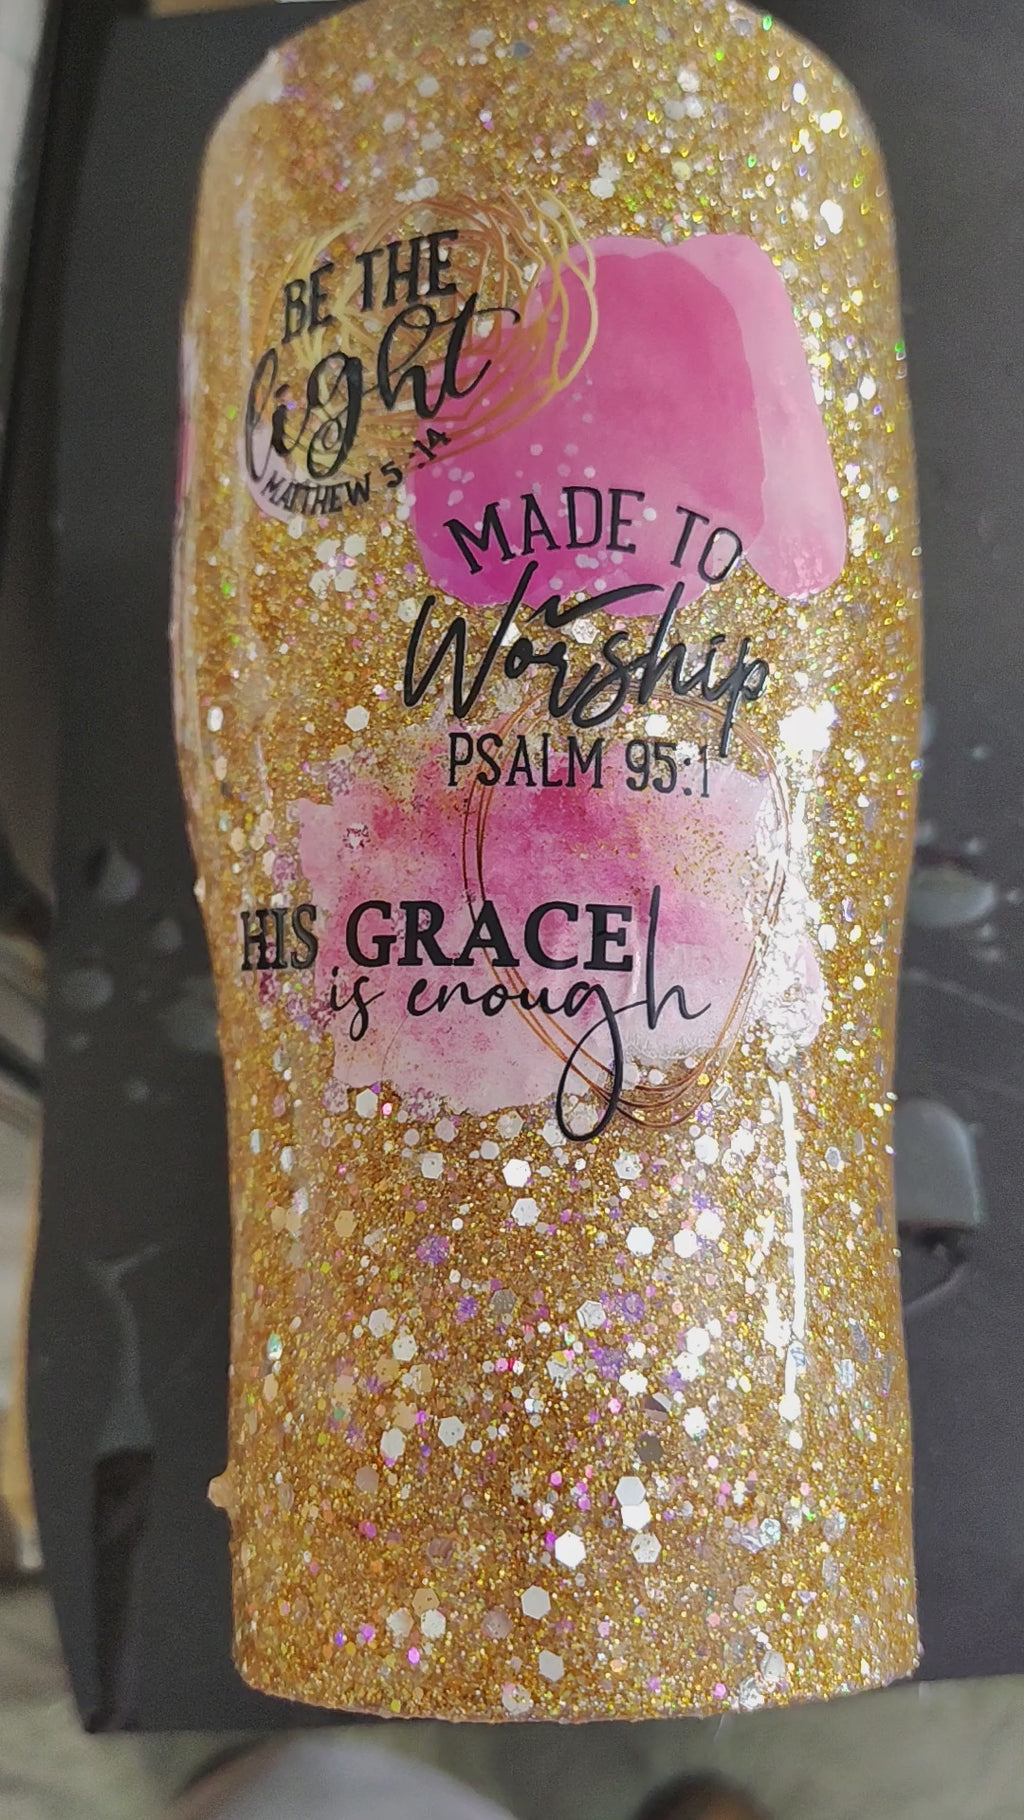 BE THE
light
MATTHEW 5:14
MADE TO
Worship
PSALM 95:1
HIS GRACE
is enough